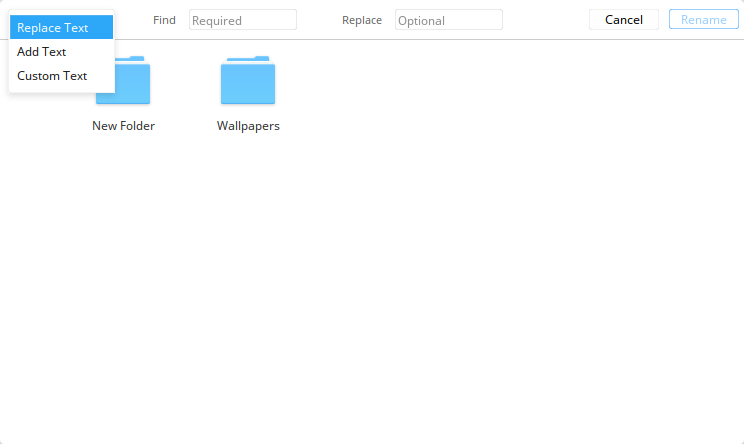 Replace Text
Add Text
Custom Text
Find Required Replace Optional Cancel Rename
New Folder Wallpapers